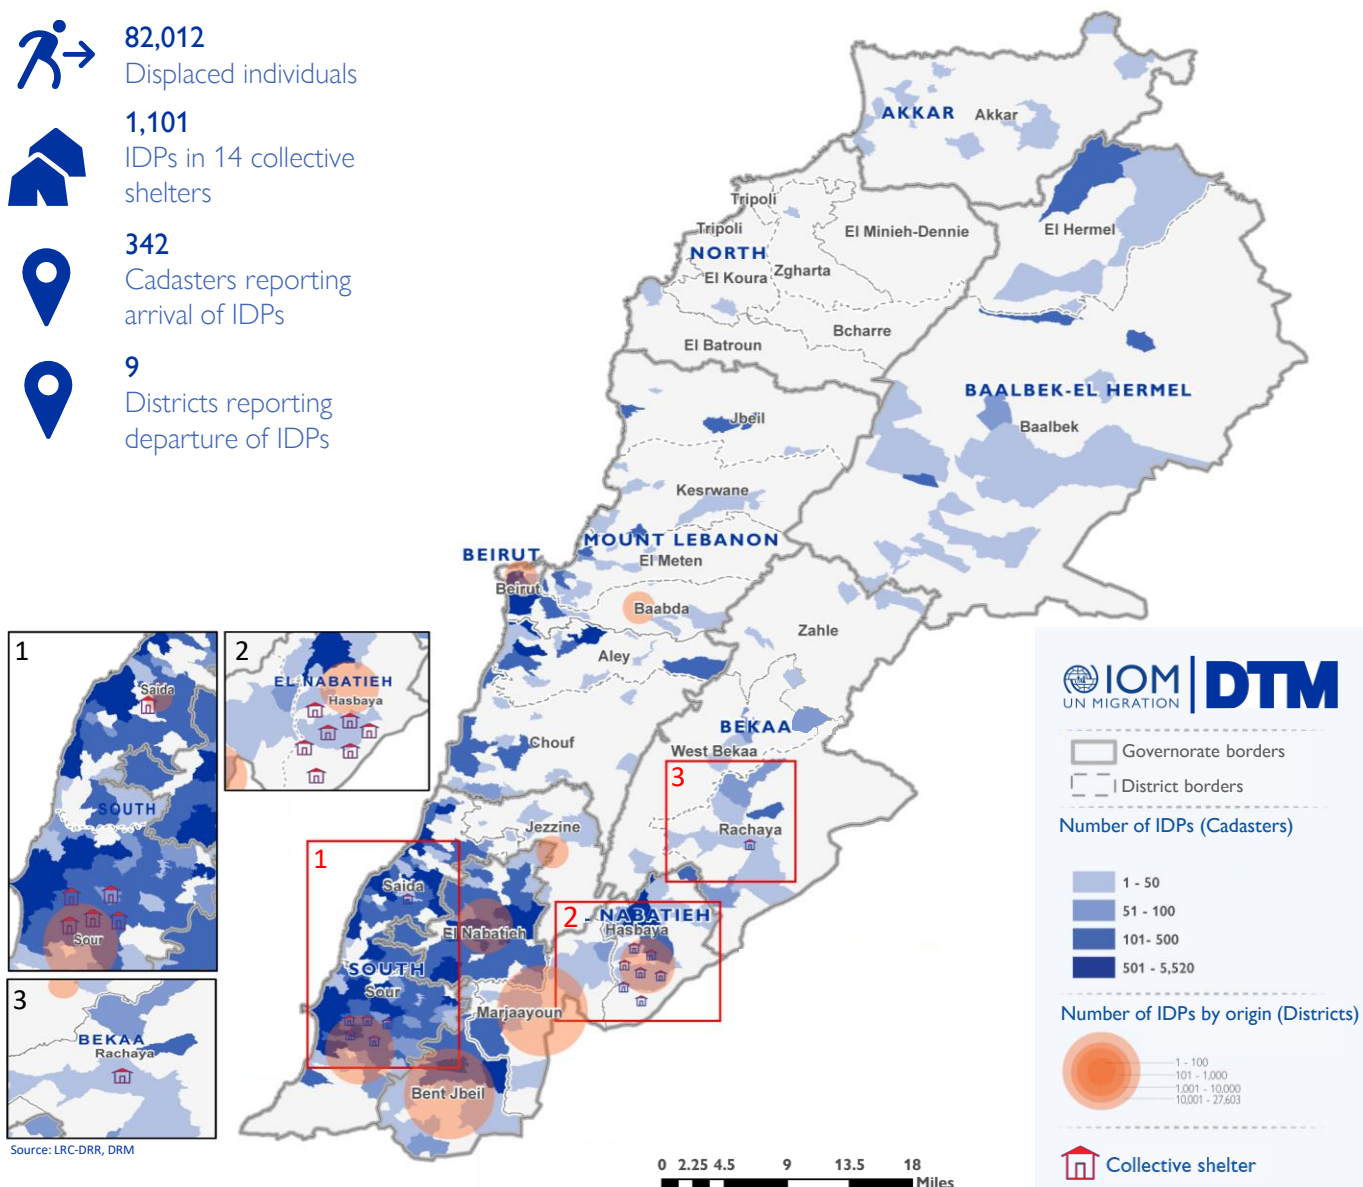 82,012
Displaced individuals
1,101
IDPs in 14 collective
shelters
342
Cadasters reporting
arrival of IDPs
9
Districts reporting
departure of IDPs
AKKAR
Akkar
Tripoli
Tripoli
El Minieh-Dennie
El Hermel
NORTH
El Koura
Zgharta
Bcharre
El Batroun
BAALBEK-EL HERMEL
Baalbek
Jbeil
Kesrwane
MOUNT LEBANON
El Meten
BEIRUT
Beirut
Baabda
Zahle
Aley
Chouf
BEKAA
West Bekaa
3
Rachaya
Jezzine
1
Saida
El Nabatieh
2
- NABATIEH
Hasbaya
SOUTH
Sour
Marjaayoun
Bent Jbeil
1
Saida
SOUTH
Sour
2
EL NABATIEH
Hasbaya
3
BEKAA
Rachaya
Source: LRC-DRR, DRM
0 2.25 4.5 9 13.5 18
Miles
IOM
UN MIGRATION
DTM
Governorate borders
District borders
Number of IDPs (Cadasters)
1 - 50
51 - 100
101- 500
501 - 5,520
Number of IDPs by origin (Districts)
1 - 100
101 - 1,000
1,001 - 10,000
10,001 - 27,603
Collective shelter